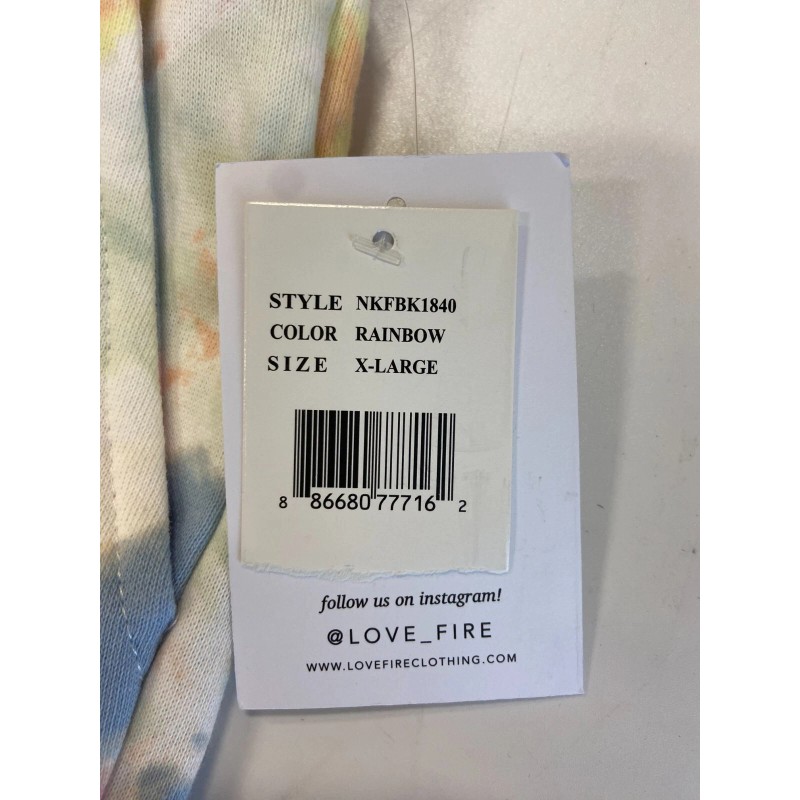 STYLE NKFBK1840
COLOR RAINBOW
SIZE X-LARGE
8 86680 77716 2
follow us on instagram!
@LOVE_FIRE
WWW.LOVEFIRECLOTHING.COM